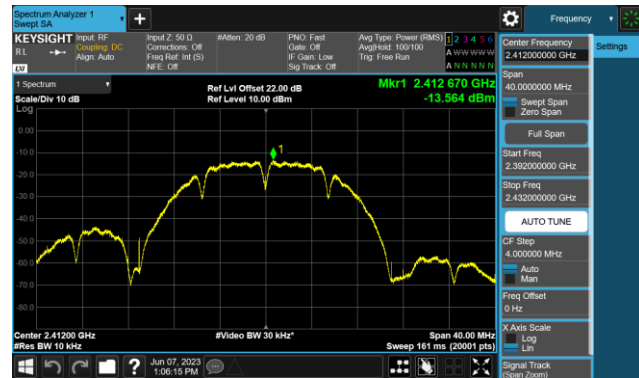 Spectrum Analyzer 1
Swept SA
Frequency
KEYSIGHT
R L
Input: RF
Coupling: DC
Align: Auto
Input Z: 50 Ω
Corrections: Off
Freq Ref: Int (S)
NFE: Off
#Atten: 20 dB
PNO: Fast
Gate: Off
IF Gain: Low
Sig Track: Off
Avg Type: Power (RMS)
Avg|Hold: 100/100
Trig: Free Run
1 2 3 4 5 6
A W W W W W
A N N N N N
1 Spectrum
Scale/Div 10 dB
Log
Ref Lvl Offset 22.00 dB
Ref Level 10.00 dBm
Mkr1 2.412 670 GHz
-13.564 dBm
1
0.00
-10.0
-20.0
-30.0
-40.0
-50.0
-60.0
-70.0
-80.0
Center 2.41200 GHz
#Res BW 10 kHz
#Video BW 30 kHz*
Span 40.00 MHz
Sweep 161 ms (20001 pts)
Jun 07, 2023
1:06:15 PM
Center Frequency
2.412000000 GHz
Settings
Span
40.0000000 MHz
Swept Span
Zero Span
Full Span
Start Freq
2.392000000 GHz
Stop Freq
2.432000000 GHz
AUTO TUNE
CF Step
4.000000 MHz
Auto
Man
Freq Offset
0 Hz
X Axis Scale
Log
Lin
Signal Track
(Span Zoom)